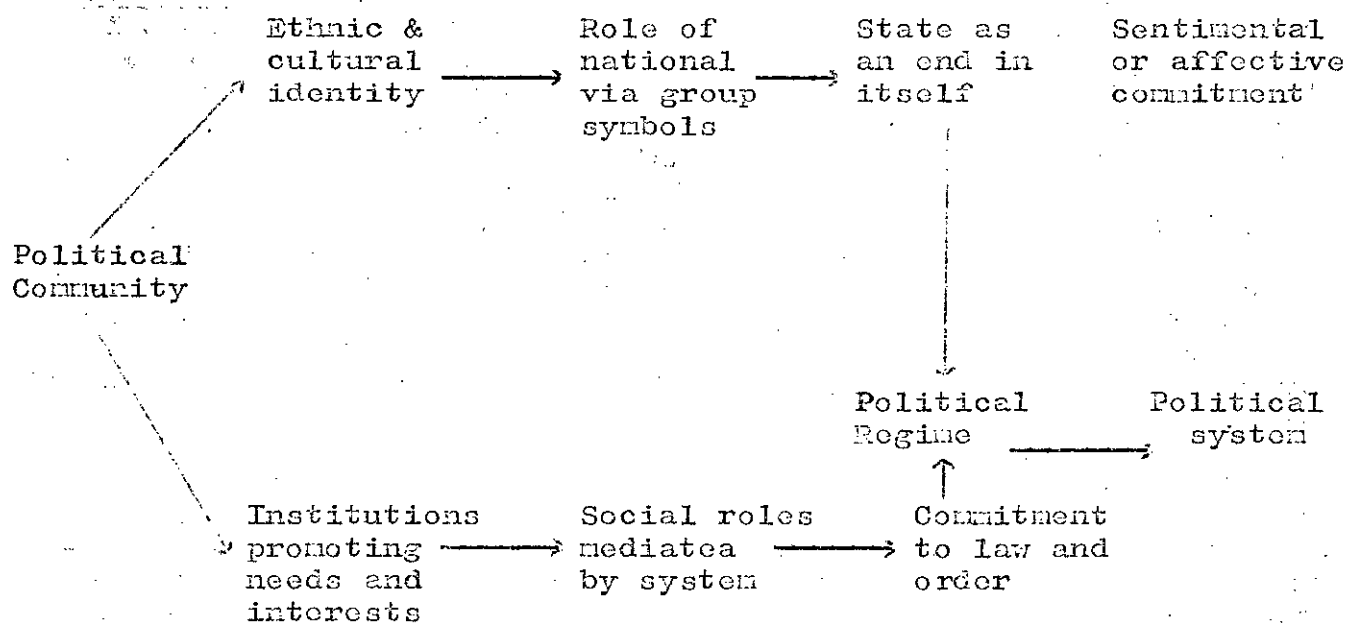 Ethnic &
cultural
identity
Role of
national
via group
symbols
State as
an end in
itself
Sentimental
or affective
commitment
Political
Community
Political
Regime
Political
system
Institutions
promoting
needs and
interests
Social roles
mediatea
by system
Commitment
to law and
order